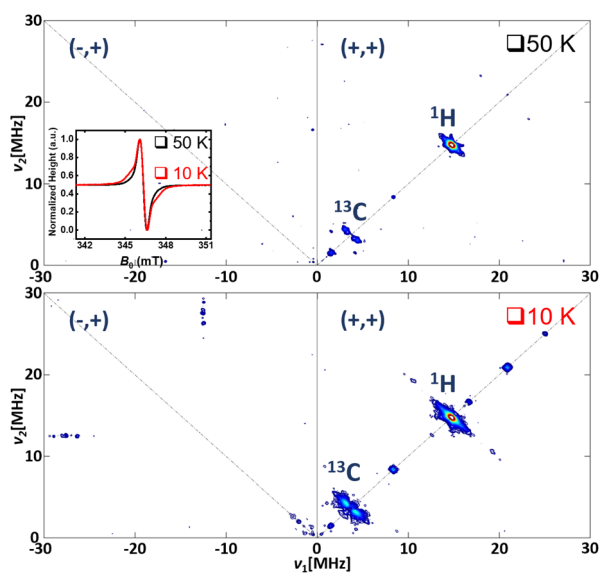 30
(-,+)
(+,+)
❑50 K
20
10
0
ν2[MHz]
1H
13C
Normalized Height (a.u.)
1.0
0.8
0.6
0.4
0.2
0.0
❑50 K
❑10 K
342 345 348 351
B0 (mT)
-30 -20 -10 0 10 20 30
30
(-,+)
(+,+)
❑10 K
20
10
0
ν2[MHz]
1H
13C
-30 -20 -10 0 10 20 30
ν1[MHz]